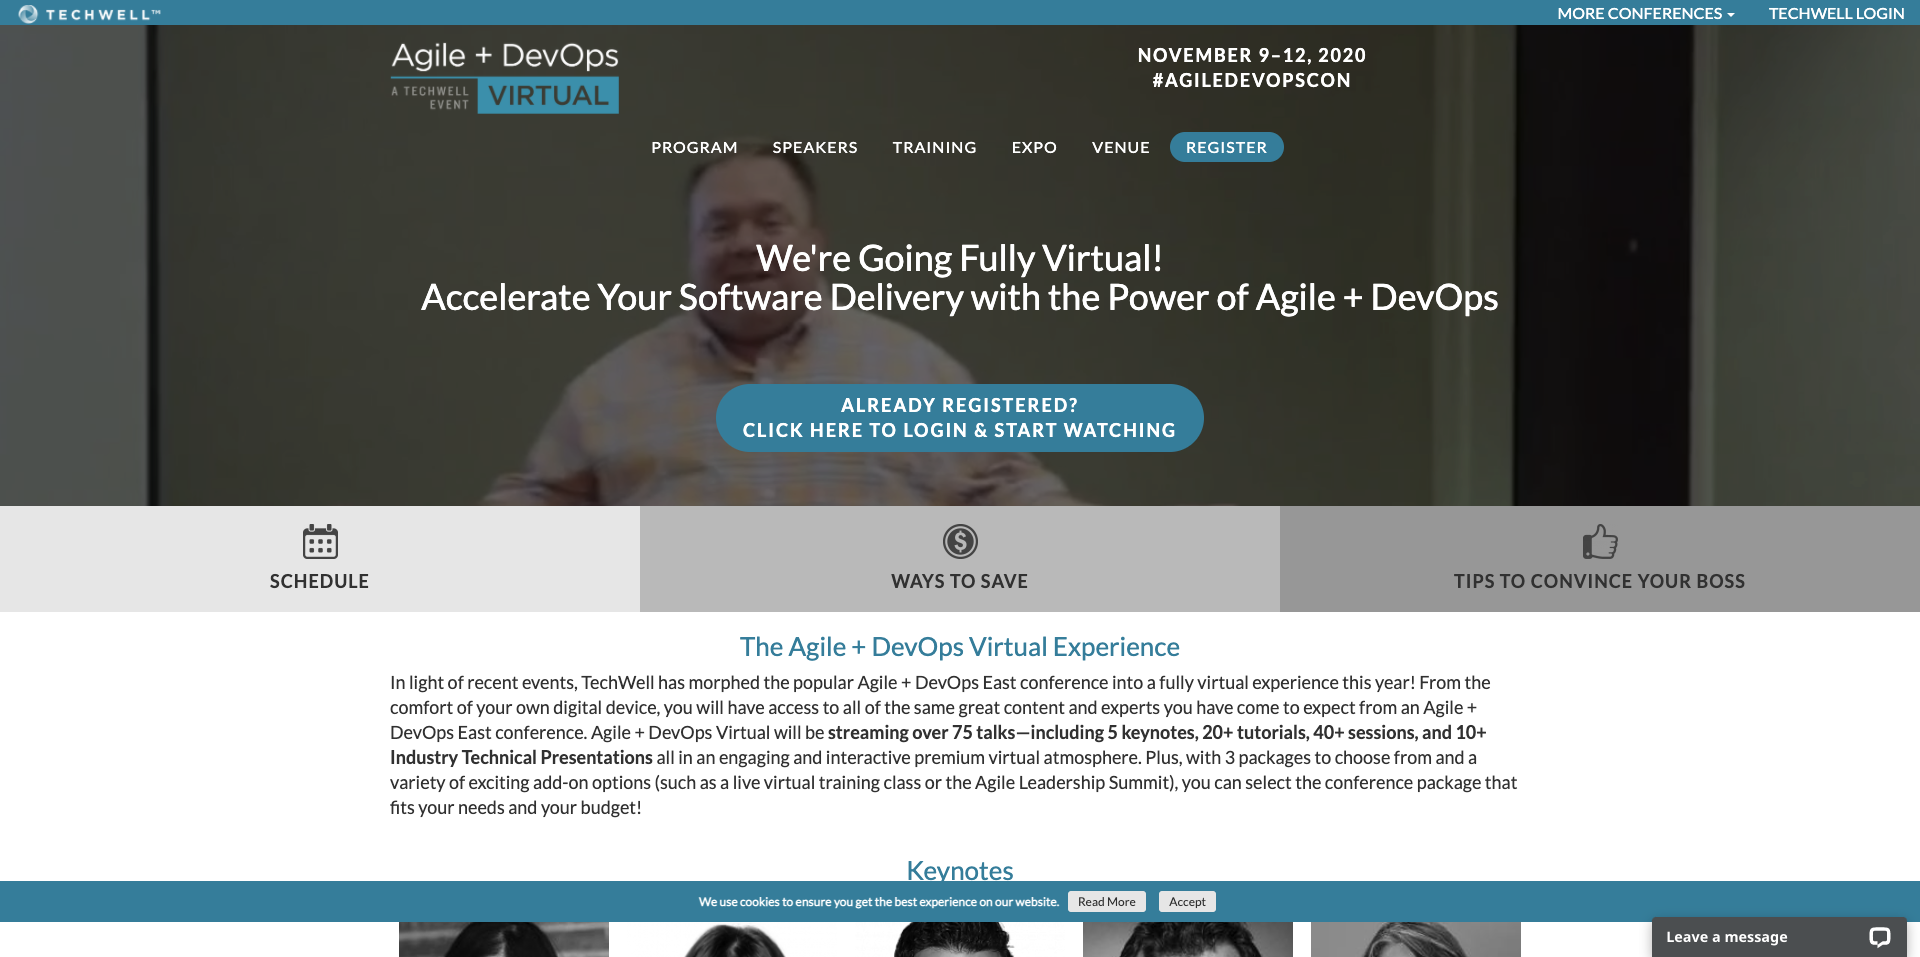 TECHWELL™
MORE CONFERENCES
TECHWELL LOGIN
Agile + DevOps
A TECHWELL
EVENT
VIRTUAL
NOVEMBER 9–12, 2020
#AGILEDEVOPSCON
PROGRAM
SPEAKERS
TRAINING
EXPO
VENUE
REGISTER
We're Going Fully Virtual!
Accelerate Your Software Delivery with the Power of Agile + DevOps
ALREADY REGISTERED?
CLICK HERE TO LOGIN & START WATCHING
SCHEDULE
WAYS TO SAVE
TIPS TO CONVINCE YOUR BOSS
The Agile + DevOps Virtual Experience
In light of recent events, TechWell has morphed the popular Agile + DevOps East conference into a fully virtual experience this year! From the
comfort of your own digital device, you will have access to all of the same great content and experts you have come to expect from an Agile +
DevOps East conference. Agile + DevOps Virtual will be streaming over 75 talks—including 5 keynotes, 20+ tutorials, 40+ sessions, and 10+
Industry Technical Presentations all in an engaging and interactive premium virtual atmosphere. Plus, with 3 packages to choose from and a
variety of exciting add-on options (such as a live virtual training class or the Agile Leadership Summit), you can select the conference package that
fits your needs and your budget!
Keynotes
We use cookies to ensure you get the best experience on our website.
Read More
Accept
Leave a message